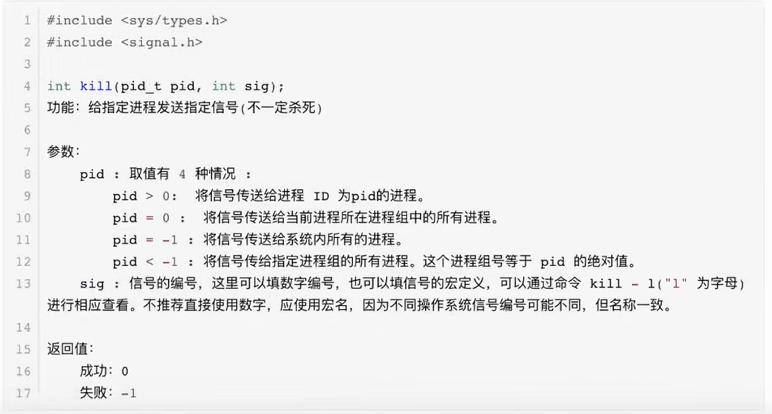 1 #include <sys/types.h>
2 #include <signal.h>
3
4 int kill(pid_t pid, int sig);
5 功能：给指定进程发送指定信号(不一定杀死)
6
7 参数：
8 pid : 取值有 4 种情况 :
9 pid > 0: 将信号传送给进程 ID 为pid的进程。
10 pid = 0 : 将信号传送给当前进程所在进程组中的所有进程。
11 pid = -1 : 将信号传送给系统内所有的进程。
12 pid < -1 : 将信号传给指定进程组的所有进程。这个进程组号等于 pid 的绝对值。
13 sig : 信号的编号，这里可以填数字编号，也可以填信号的宏定义，可以通过命令 kill - l("l" 为字母)
进行相应查看。不推荐直接使用数字，应使用宏名，因为不同操作系统信号编号可能不同，但名称一致。
14
15 返回值：
16 成功：0
17 失败：-1